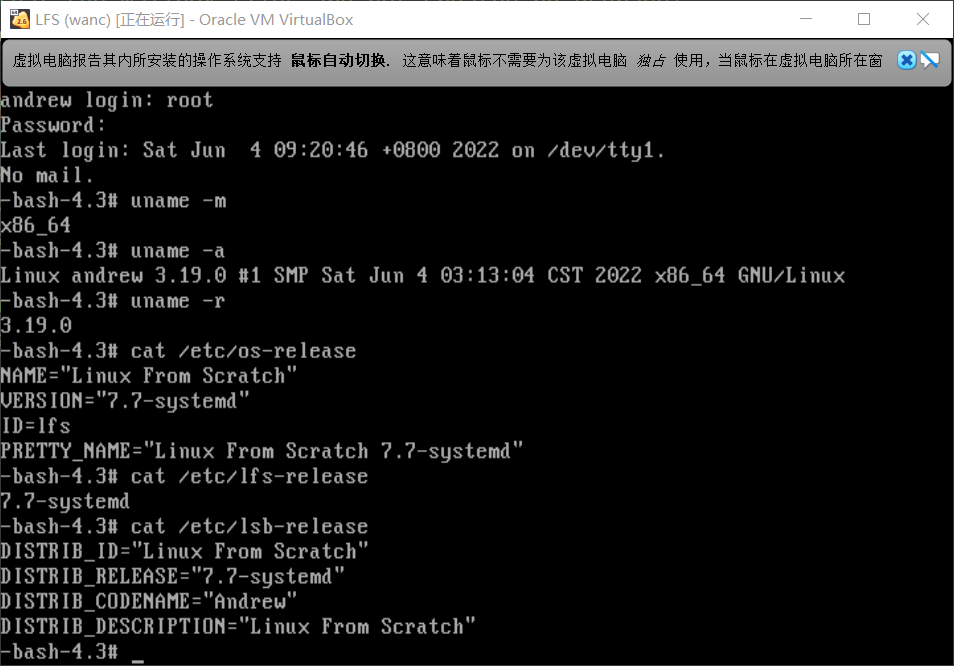 LFS (wanc) [正在运行] - Oracle VM VirtualBox
虚拟电脑报告其内所安装的操作系统支持 鼠标自动切换. 这意味着鼠标不需要为该虚拟电脑 独占 使用，当鼠标在虚拟电脑所在窗
andrew login: root
Password:
Last login: Sat Jun  4 09:20:46 +0800 2022 on /dev/tty1.
No mail.
-bash-4.3# uname -m
x86_64
-bash-4.3# uname -a
Linux andrew 3.19.0 #1 SMP Sat Jun 4 03:13:04 CST 2022 x86_64 GNU/Linux
-bash-4.3# uname -r
3.19.0
-bash-4.3# cat /etc/os-release
NAME="Linux From Scratch"
VERSION="7.7-systemd"
ID=lfs
PRETTY_NAME="Linux From Scratch 7.7-systemd"
-bash-4.3# cat /etc/lfs-release
7.7-systemd
-bash-4.3# cat /etc/lsb-release
DISTRIB_ID="Linux From Scratch"
DISTRIB_RELEASE="7.7-systemd"
DISTRIB_CODENAME="Andrew"
DISTRIB_DESCRIPTION="Linux From Scratch"
-bash-4.3# _